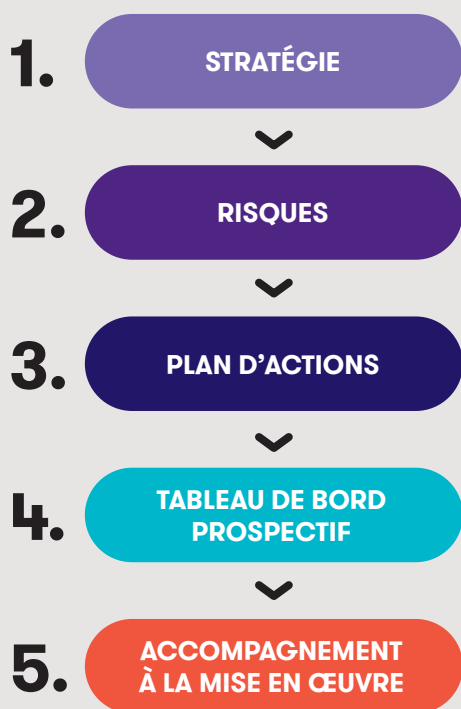 1.
STRATÉGIE
2.
RISQUES
3.
PLAN D’ACTIONS
4.
TABLEAU DE BORD
PROSPECTIF
5.
ACCOMPAGNEMENT
À LA MISE EN ŒUVRE